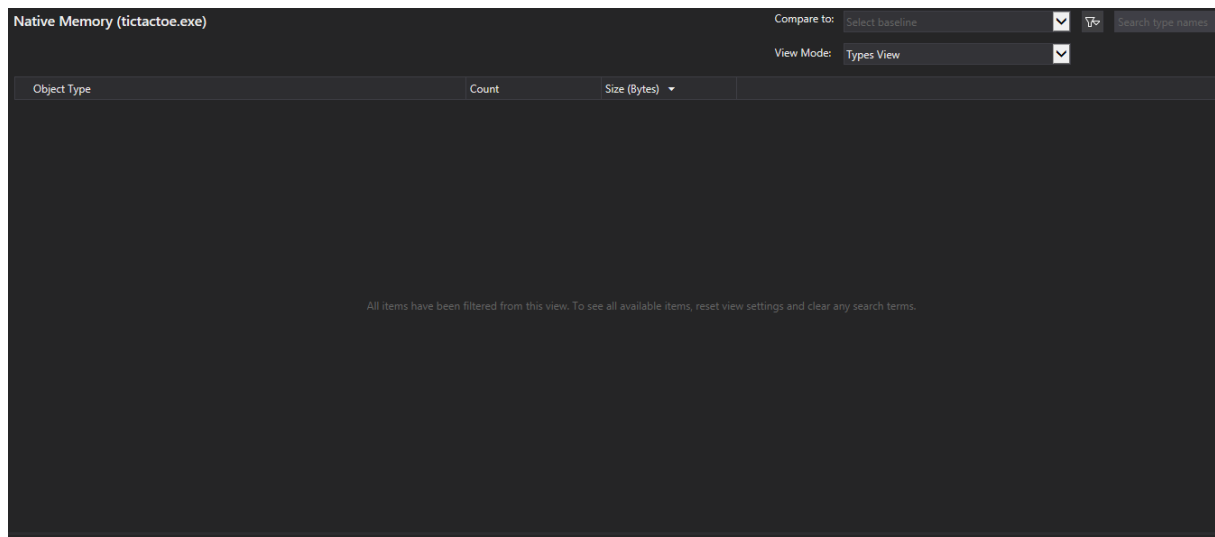 Native Memory (tictactoe.exe)
Compare to: Select baseline Search type names
View Mode: Types View
Object Type Count Size (Bytes)
All items have been filtered from this view. To see all available items, reset view settings and clear any search terms.